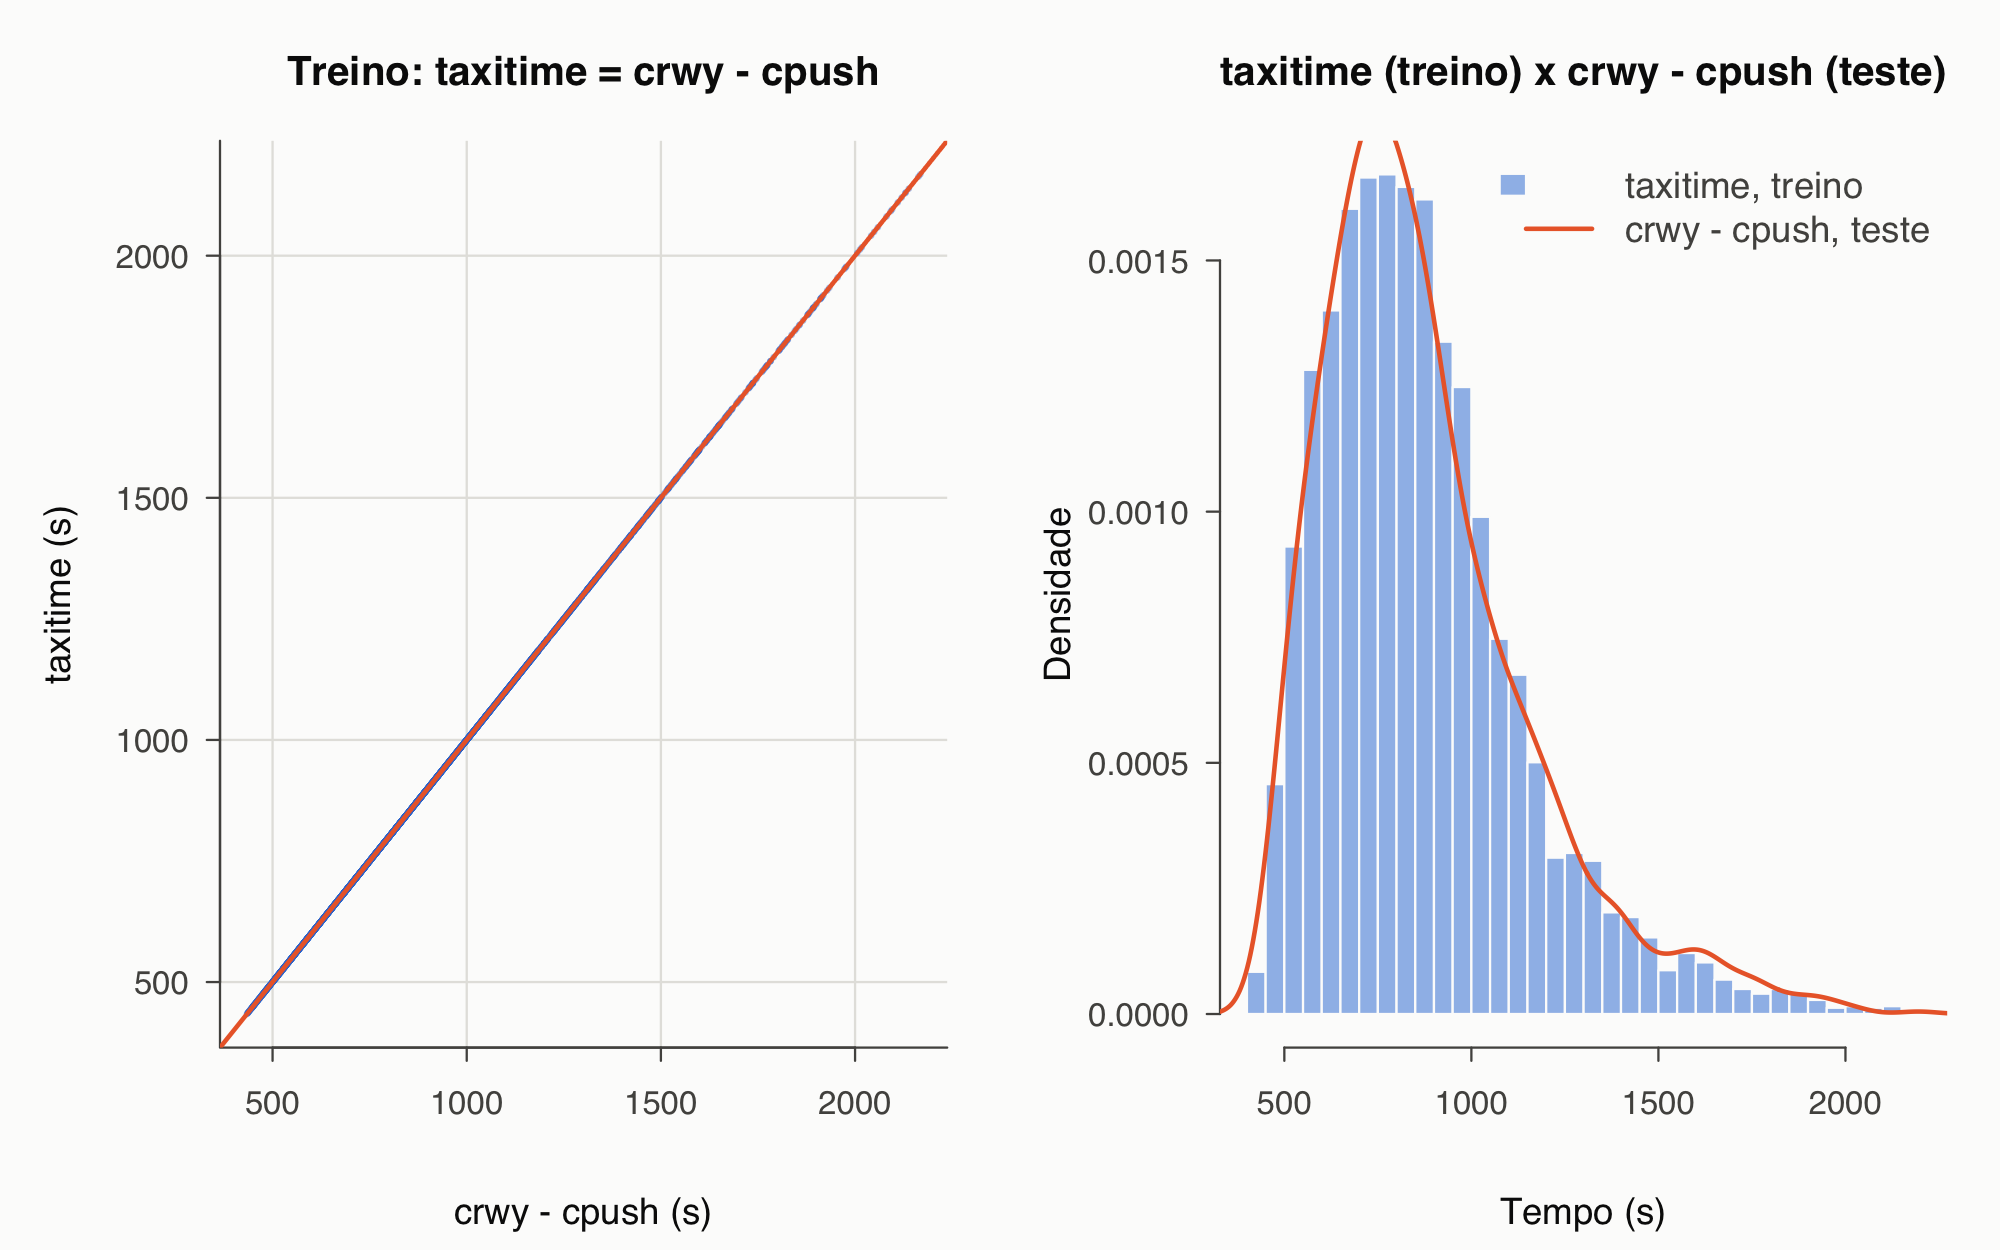 Treino: taxitime = crwy - cpush
taxitime (s)
2000
1500
1000
500
500 1000 1500 2000
crwy - cpush (s)
taxitime (treino) x crwy - cpush (teste)
taxitime, treino
crwy - cpush, teste
Densidade
0.0015
0.0010
0.0005
0.0000
500 1000 1500 2000
Tempo (s)